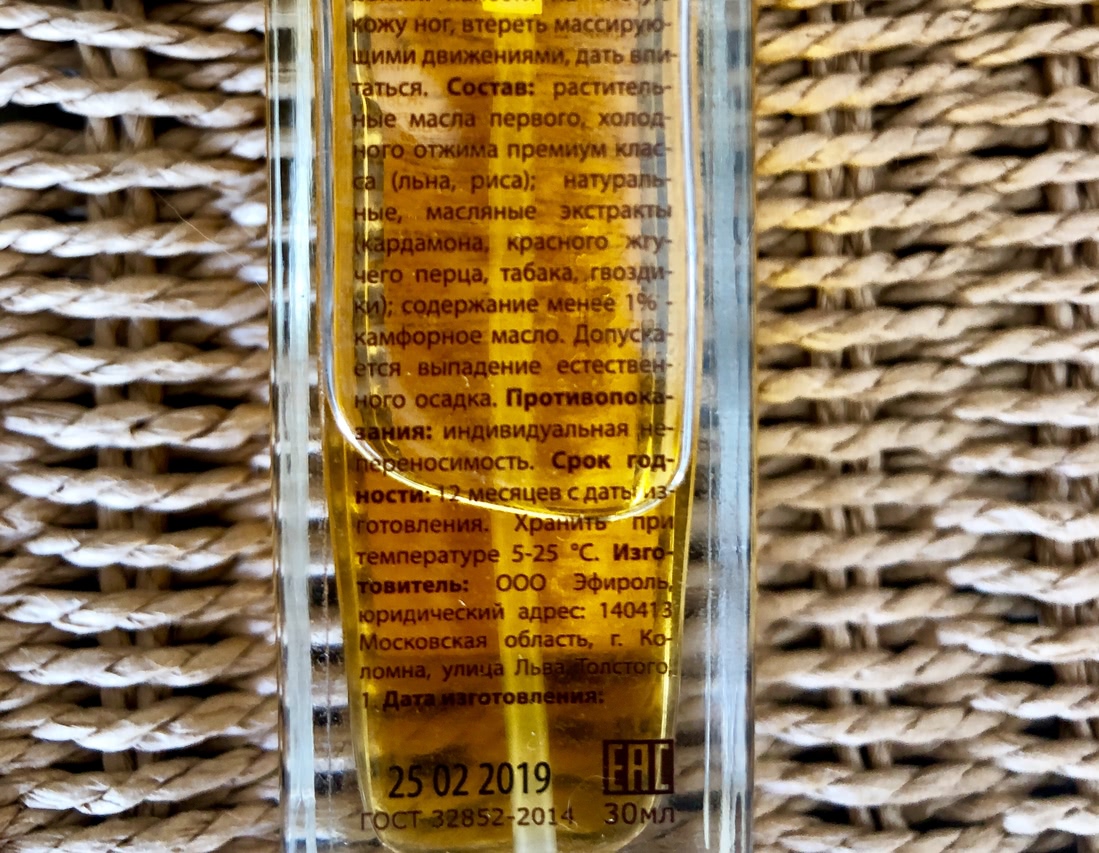 кожу ног, втереть массирую-
щими движениями, дать впи-
таться. Состав: раститель-
ные масла первого, холод-
ного отжима премиум клас-
са (льна, риса); натураль-
ные, масляные экстракты
(кардамона, красного жгу-
чего перца, табака, гвозди-
ки); содержание менее 1% -
камфорное масло. Допуска-
ется выпадение естествен-
ного осадка. Противопока-
зания: индивидуальная не-
переносимость. Срок год-
ности: 12 месяцев с даты из-
готовления. Хранить при
температуре 5-25 °С. Изго-
товитель: ООО Эфироль,
юридический адрес: 140413
Московская область, г. Ко-
ломна, улица Льва Толстого,
1 Дата изготовления:
25 02 2019
EAC
ГОСТ 32852-2014 30мл